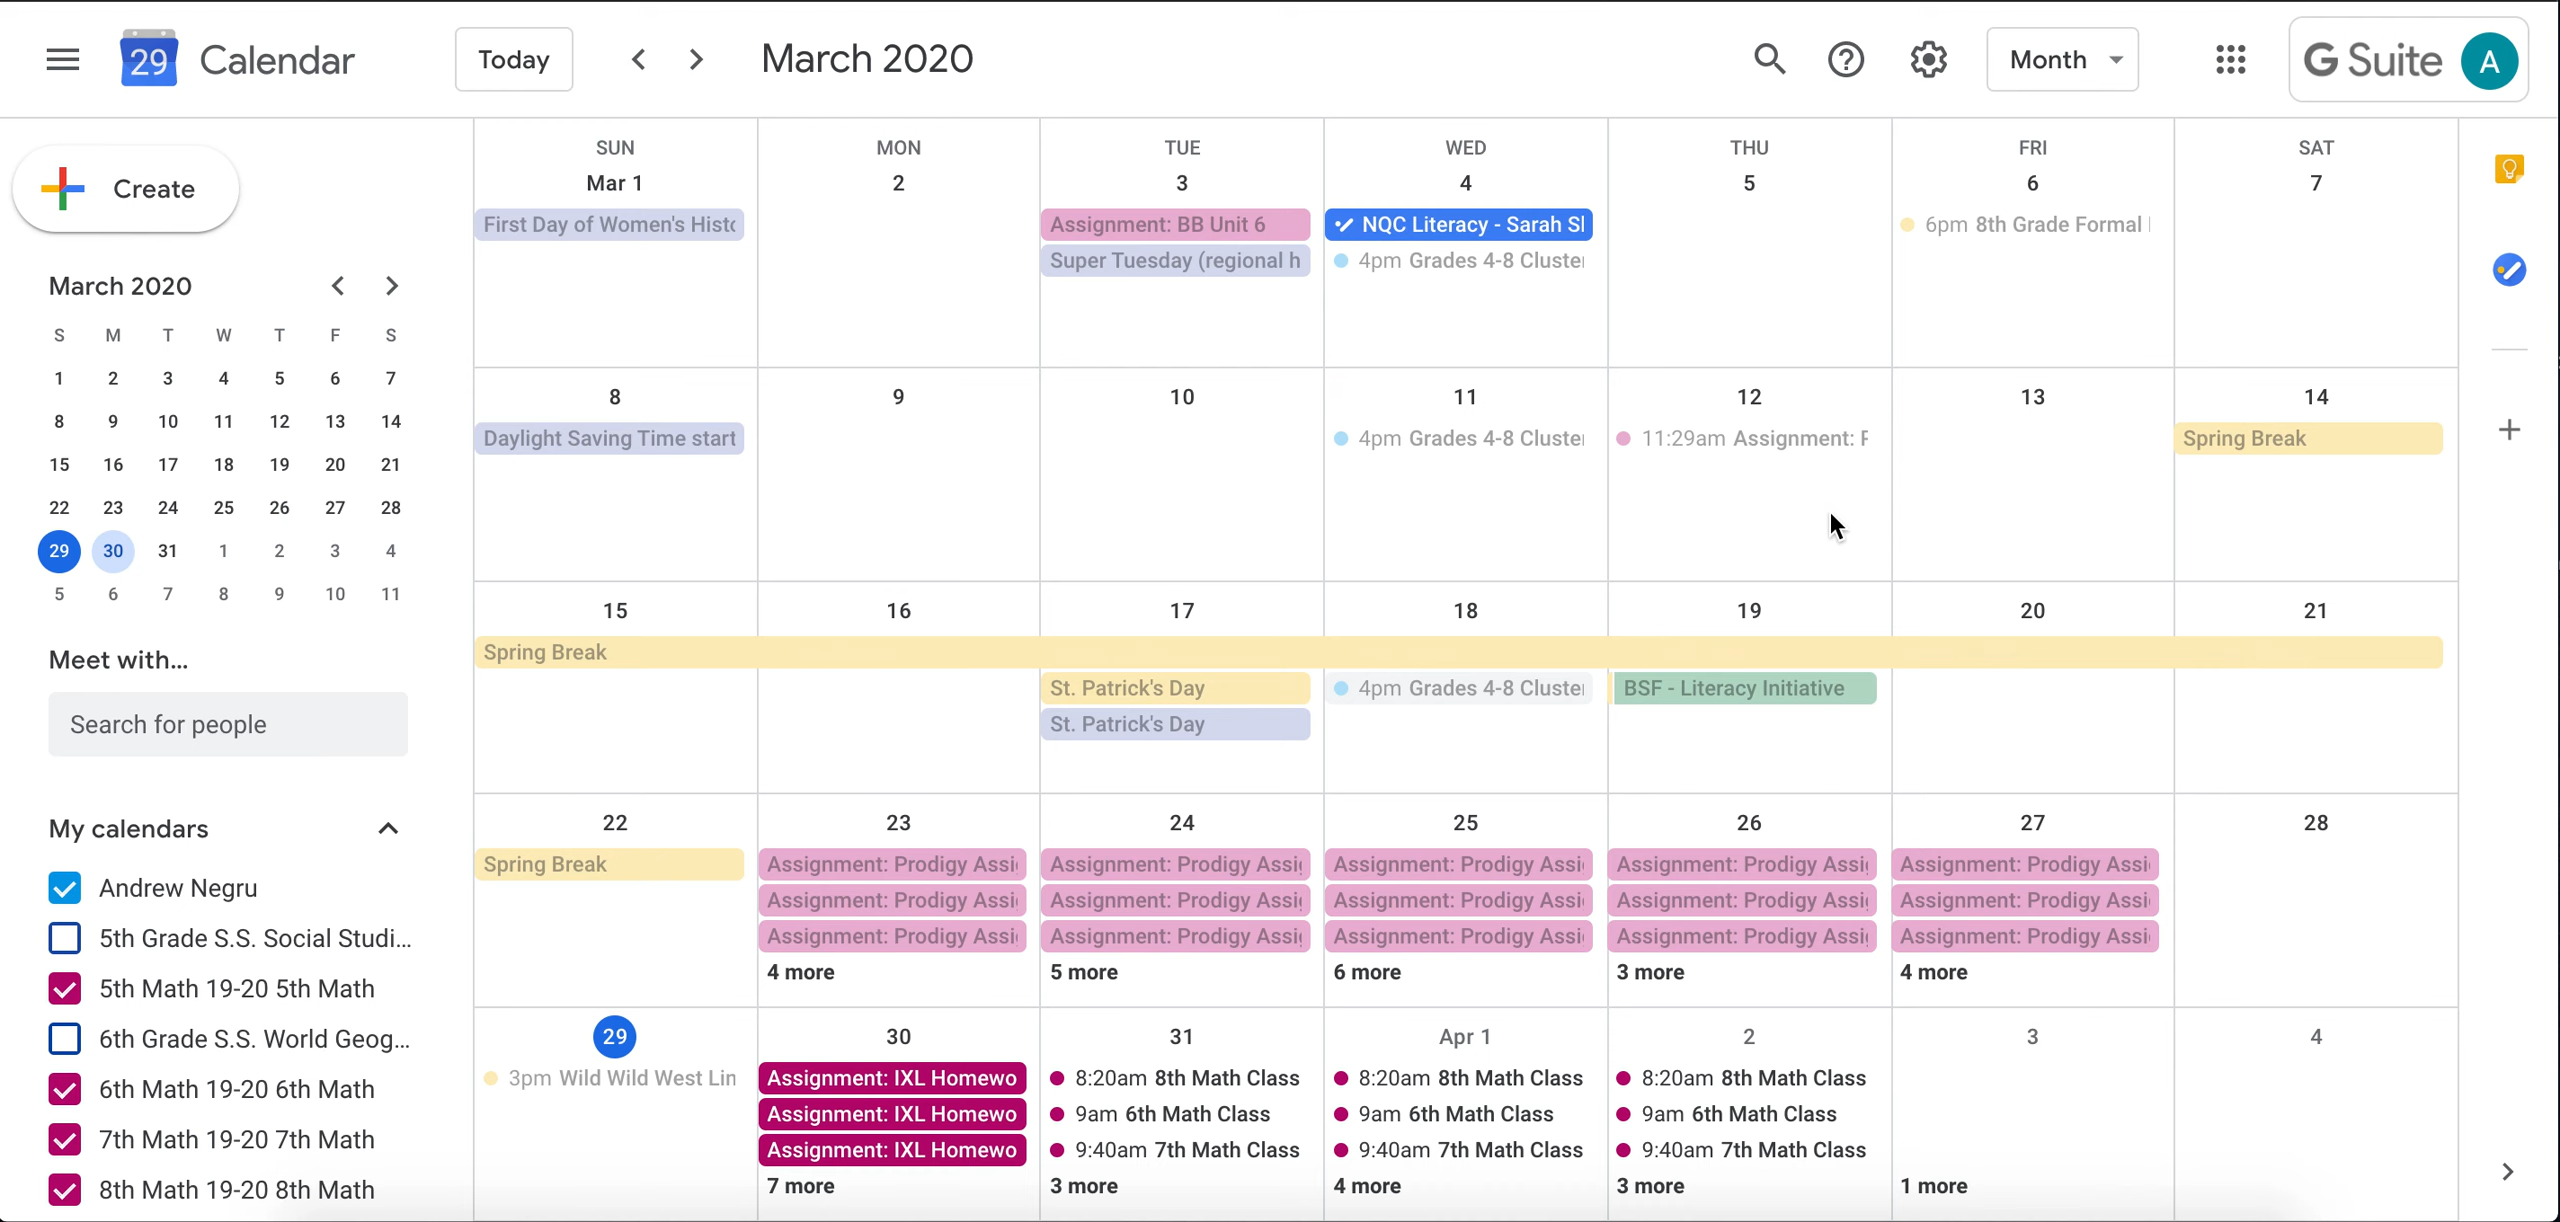 29 Calendar Today March 2020 Month G Suite A
Create
March 2020
S M T W T F S
1 2 3 4 5 6 7
8 9 10 11 12 13 14
15 16 17 18 19 20 21
22 23 24 25 26 27 28
29 30 31 1 2 3 4
5 6 7 8 9 10 11
Meet with...
Search for people
My calendars
Andrew Negru
5th Grade S.S. Social Studi...
5th Math 19-20 5th Math
6th Grade S.S. World Geog...
6th Math 19-20 6th Math
7th Math 19-20 7th Math
8th Math 19-20 8th Math
SUN MON TUE WED THU FRI SAT
Mar 1 2 3 4 5 6 7
First Day of Women's Histo Assignment: BB Unit 6 NQC Literacy - Sarah Sl 6pm 8th Grade Formal
Super Tuesday (regional h 4pm Grades 4-8 Cluster
8 9 10 11 12 13 14
Daylight Saving Time start 4pm Grades 4-8 Cluster 11:29am Assignment: F Spring Break
15 16 17 18 19 20 21
Spring Break
St. Patrick's Day 4pm Grades 4-8 Cluster BSF - Literacy Initiative
St. Patrick's Day
22 23 24 25 26 27 28
Spring Break Assignment: Prodigy Assi Assignment: Prodigy Assi Assignment: Prodigy Assi Assignment: Prodigy Assi Assignment: Prodigy Assi
Assignment: Prodigy Assi Assignment: Prodigy Assi Assignment: Prodigy Assi Assignment: Prodigy Assi Assignment: Prodigy Assi
Assignment: Prodigy Assi Assignment: Prodigy Assi Assignment: Prodigy Assi Assignment: Prodigy Assi Assignment: Prodigy Assi
4 more 5 more 6 more 3 more 4 more
29 30 31 Apr 1 2 3 4
3pm Wild Wild West Lin Assignment: IXL Homewo 8:20am 8th Math Class 8:20am 8th Math Class 8:20am 8th Math Class
Assignment: IXL Homewo 9am 6th Math Class 9am 6th Math Class 9am 6th Math Class
Assignment: IXL Homewo 9:40am 7th Math Class 9:40am 7th Math Class 9:40am 7th Math Class
7 more 3 more 4 more 3 more 1 more